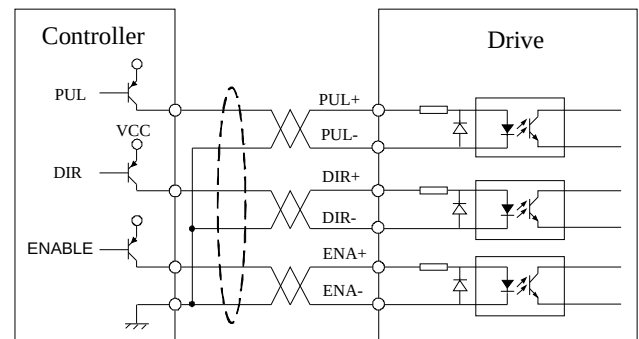 Controller
Drive
PUL
PUL+
VCC
PUL-
DIR
DIR+
DIR-
ENABLE
ENA+
ENA-